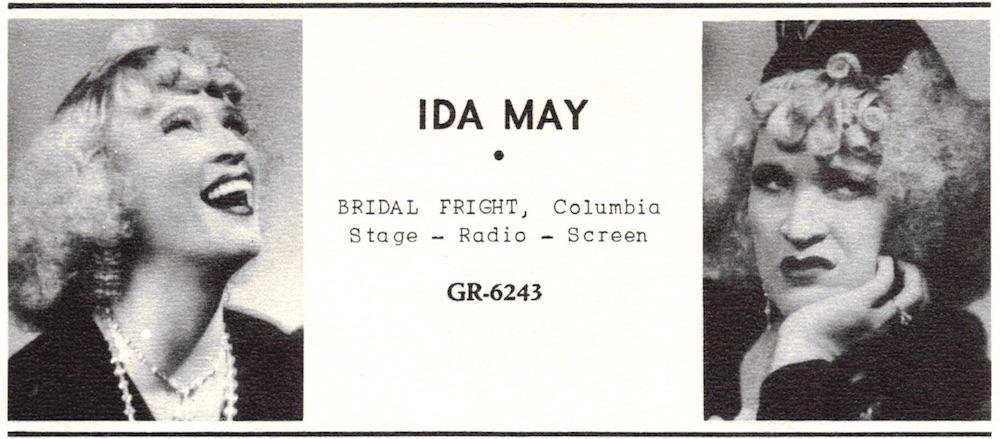 IDA MAY
•
BRIDAL FRIGHT, Columbia
Stage - Radio - Screen
GR-6243